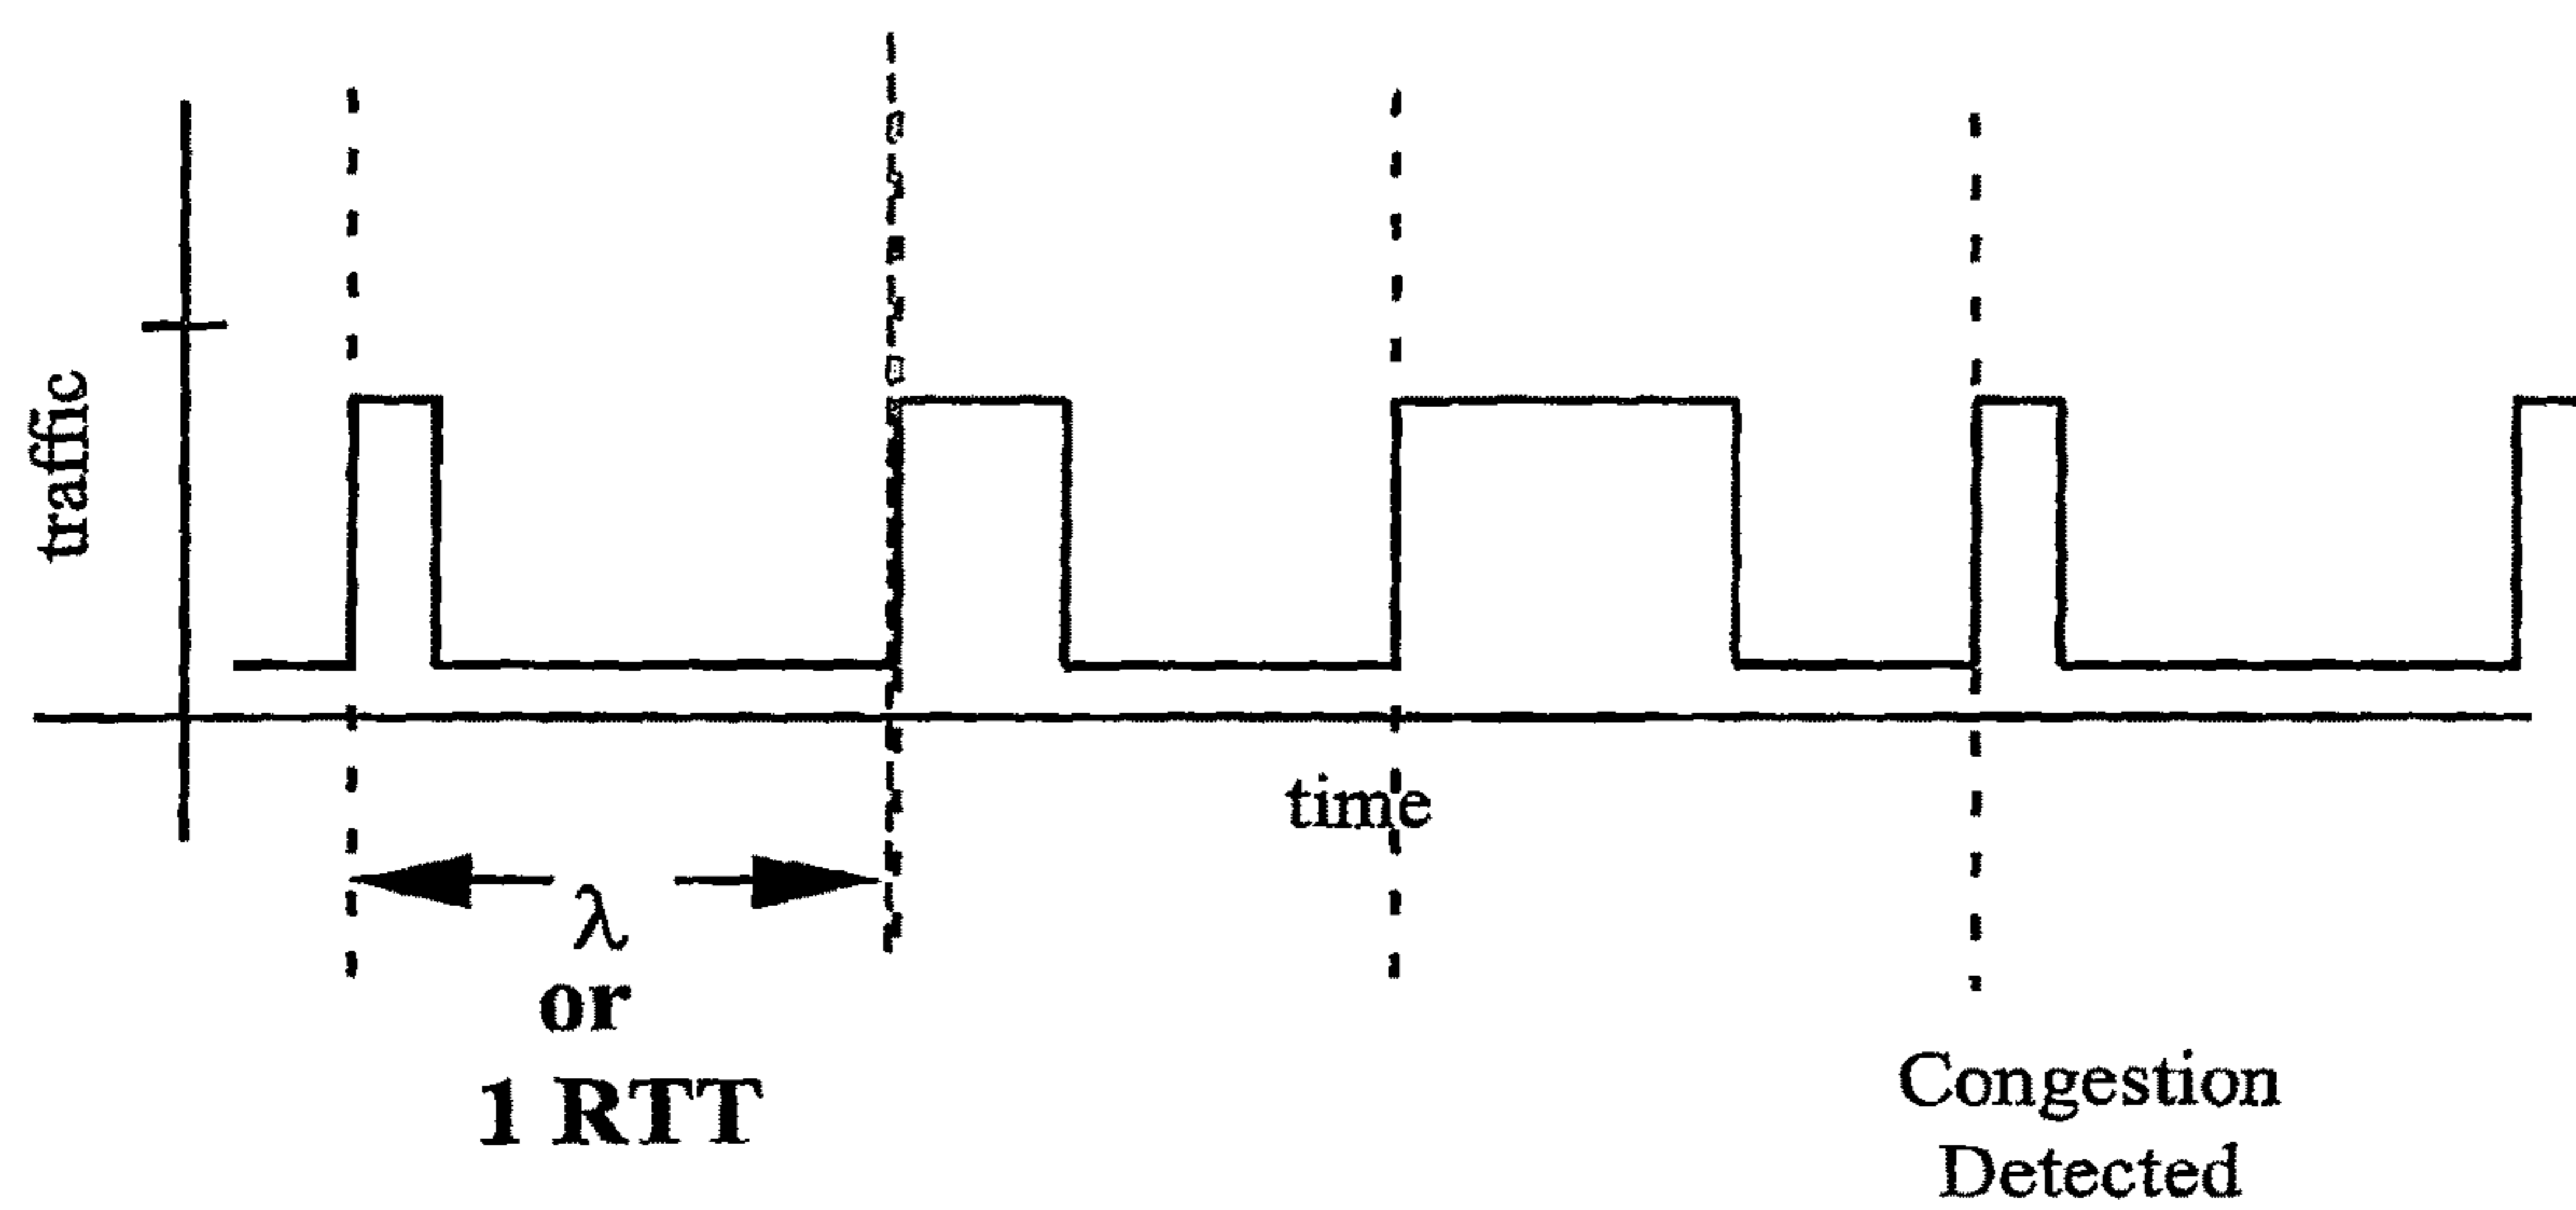 traffic
time
λ
or
1 RTT
Congestion
Detected